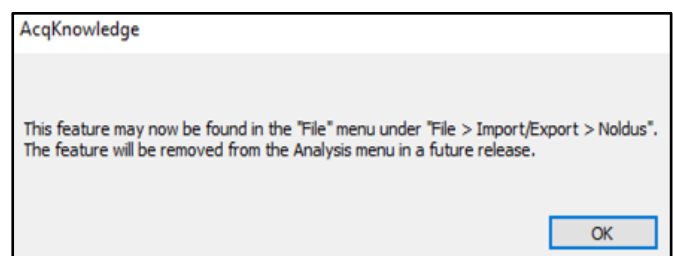 AcqKnowledge
This feature may now be found in the "File" menu under "File > Import/Export > Noldus".
The feature will be removed from the Analysis menu in a future release.
OK